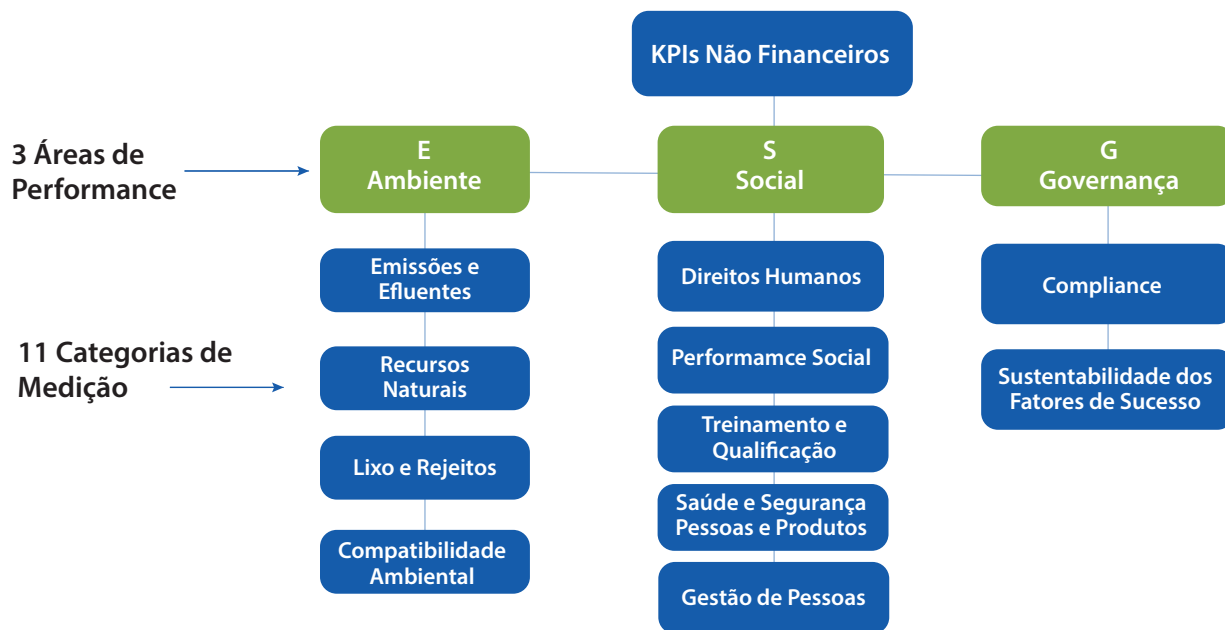 KPIs Não Financeiros
3 Áreas de
Performance
E
Ambiente
S
Social
G
Governança
11 Categorias de
Medição
Emissões e
Efluentes
Recursos
Naturais
Lixo e Rejeitos
Compatibilidade
Ambiental
Direitos Humanos
Performamce Social
Treinamento e
Qualificação
Saúde e Segurança
Pessoas e Produtos
Gestão de Pessoas
Compliance
Sustentabilidade dos
Fatores de Sucesso